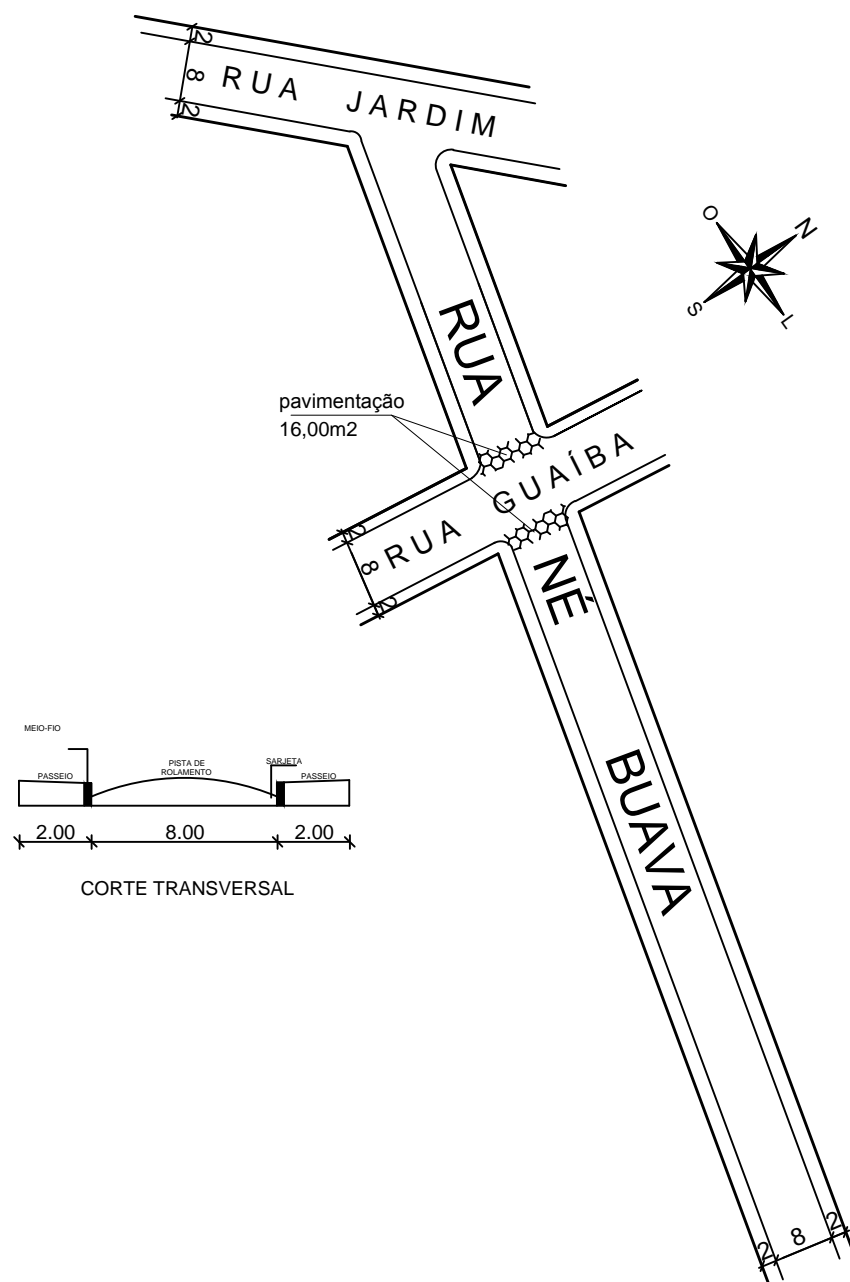 2
8
2
RUA JARDIM
O
N
S
L
RUA
pavimentação
16,00m2
RUA GUAÍBA
2
8
2
NÉ
BUAVA
MEIO-FIO
PASSEIO
PISTA DE
ROLAMENTO
SARJETA
PASSEIO
2.00
8.00
2.00
CORTE TRANSVERSAL
2
8
2